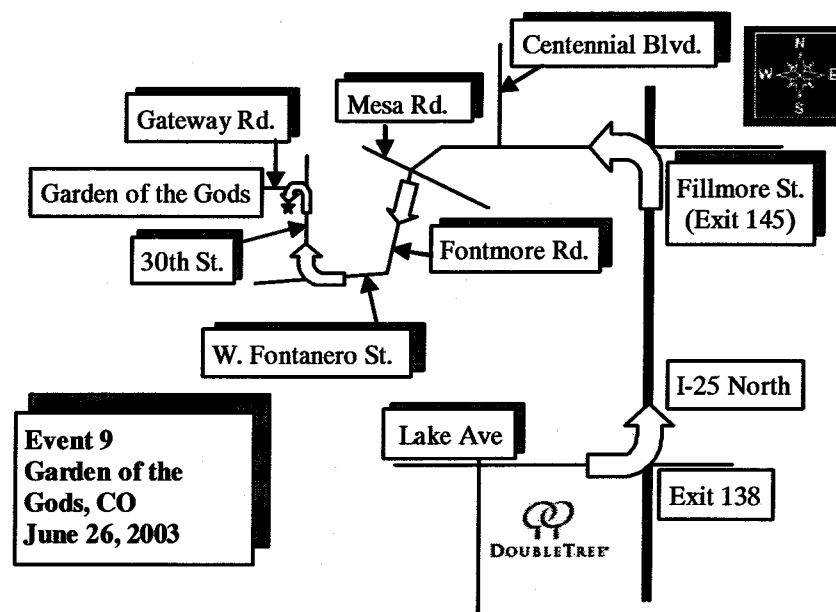 Centennial Blvd.
N
W
E
S
Mesa Rd.
Gateway Rd.
Garden of the Gods
Fillmore St.
(Exit 145)
30th St.
Fontmore Rd.
W. Fontanero St.
I-25 North
Lake Ave
Event 9
Garden of the
Gods, CO
June 26, 2003
Exit 138
DOUBLETREE®